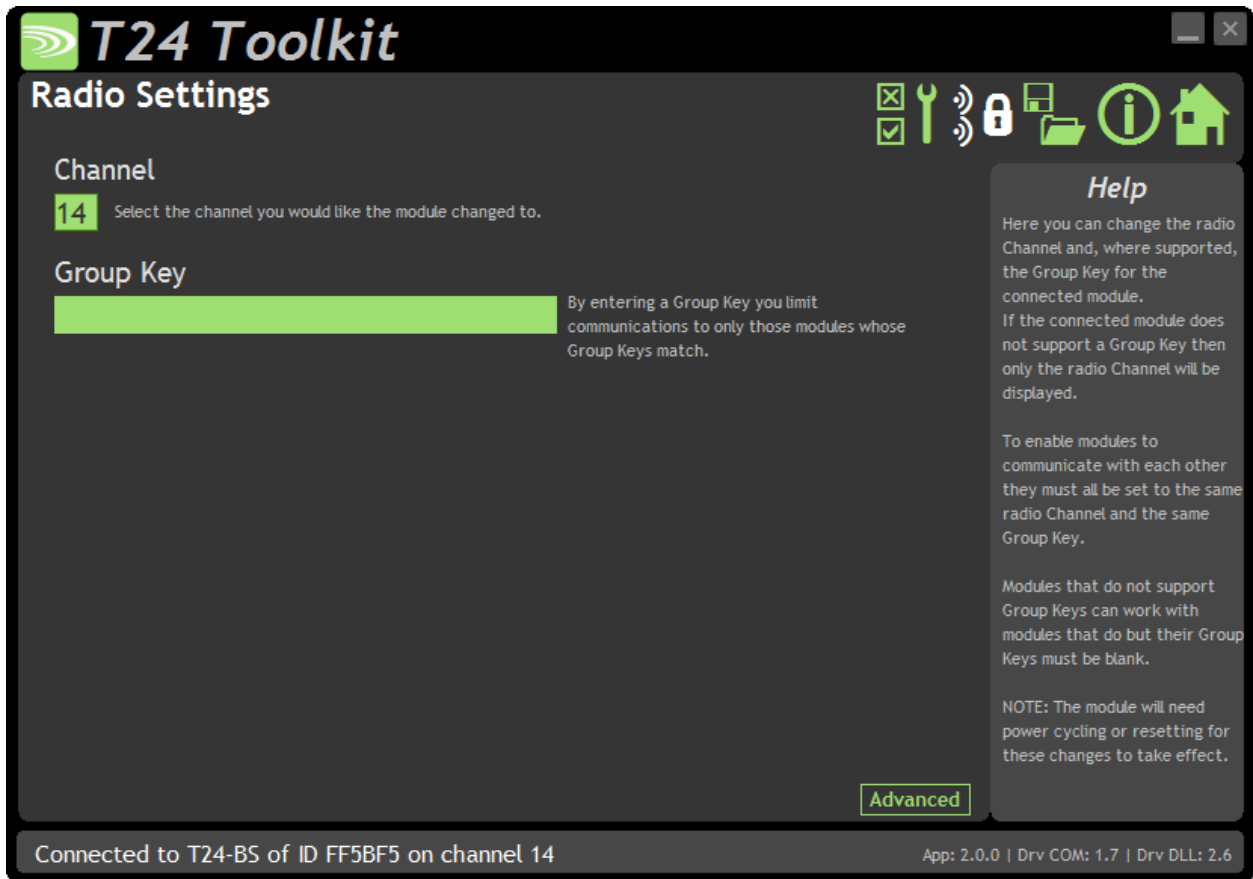 T24 Toolkit
Radio Settings
Channel
14
Select the channel you would like the module changed to.
Group Key
By entering a Group Key you limit
communications to only those modules whose
Group Keys match.
Help
Here you can change the radio
Channel and, where supported,
the Group Key for the
connected module.
If the connected module does
not support a Group Key then
only the radio Channel will be
displayed.
To enable modules to
communicate with each other
they must all be set to the same
radio Channel and the same
Group Key.
Modules that do not support
Group Keys can work with
modules that do but their Group
Keys must be blank.
NOTE: The module will need
power cycling or resetting for
these changes to take effect.
Advanced
Connected to T24-BS of ID FF5BF5 on channel 14
App: 2.0.0 | Drv COM: 1.7 | Drv DLL: 2.6